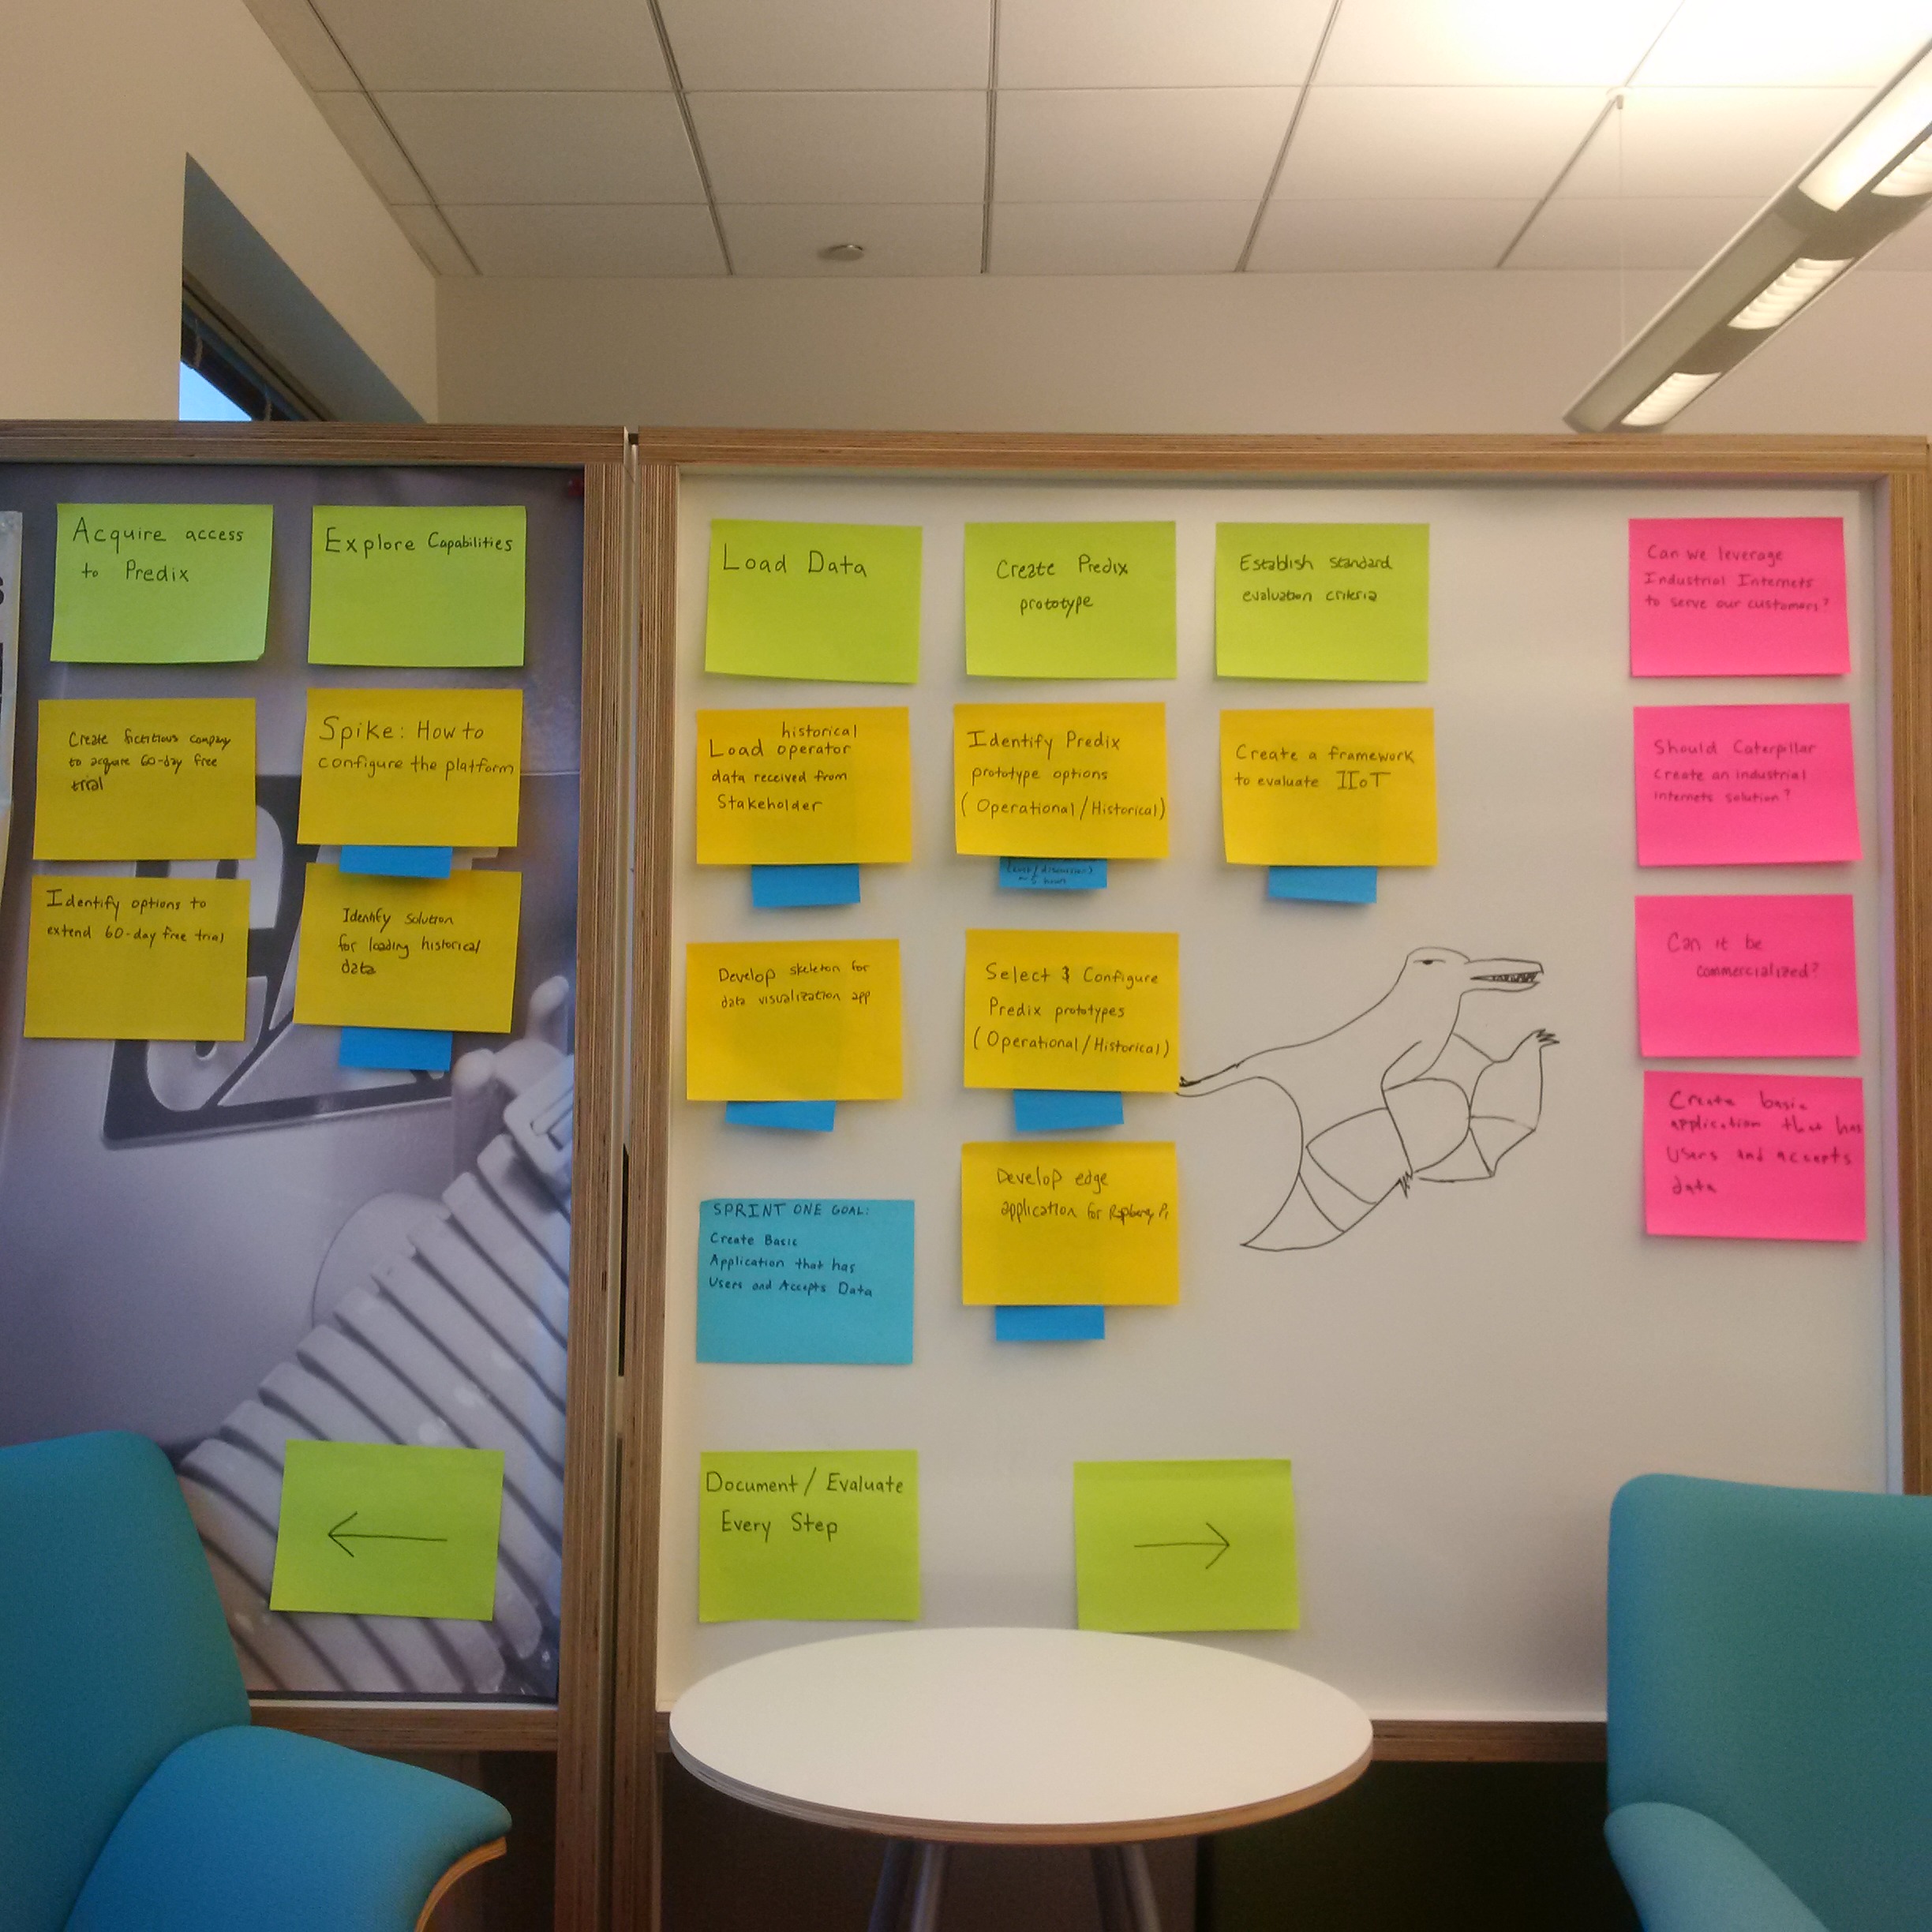 Acquire access
to Predix
Explore Capabilities
Load Data
Create Predix
prototype
Establish standard
evaluation criteria
Can we leverage
Industrial Internets
to serve our customers?
Create fictitious company
to acquire 60-day free
trial
Spike: How to
configure the platform
historical
Load operator
data received from
Stakeholder
Identify Predix
prototype options
(Operational/Historical)
Create a framework
to evaluate IIoT
Should Caterpillar
create an industrial
internets solution?
Identify options to
extend 60-day free trial
Identify solution
for loading historical
data
Develop skeleton for
data visualization app
Select & Configure
Predix prototypes
(Operational/Historical)
Can it be
commercialized?
Develop edge
application for Raspberry Pi
Create basic
application that has
users and accepts
data
SPRINT ONE GOAL:
Create Basic
Application that has
Users and Accepts Data
Document/Evaluate
Every Step